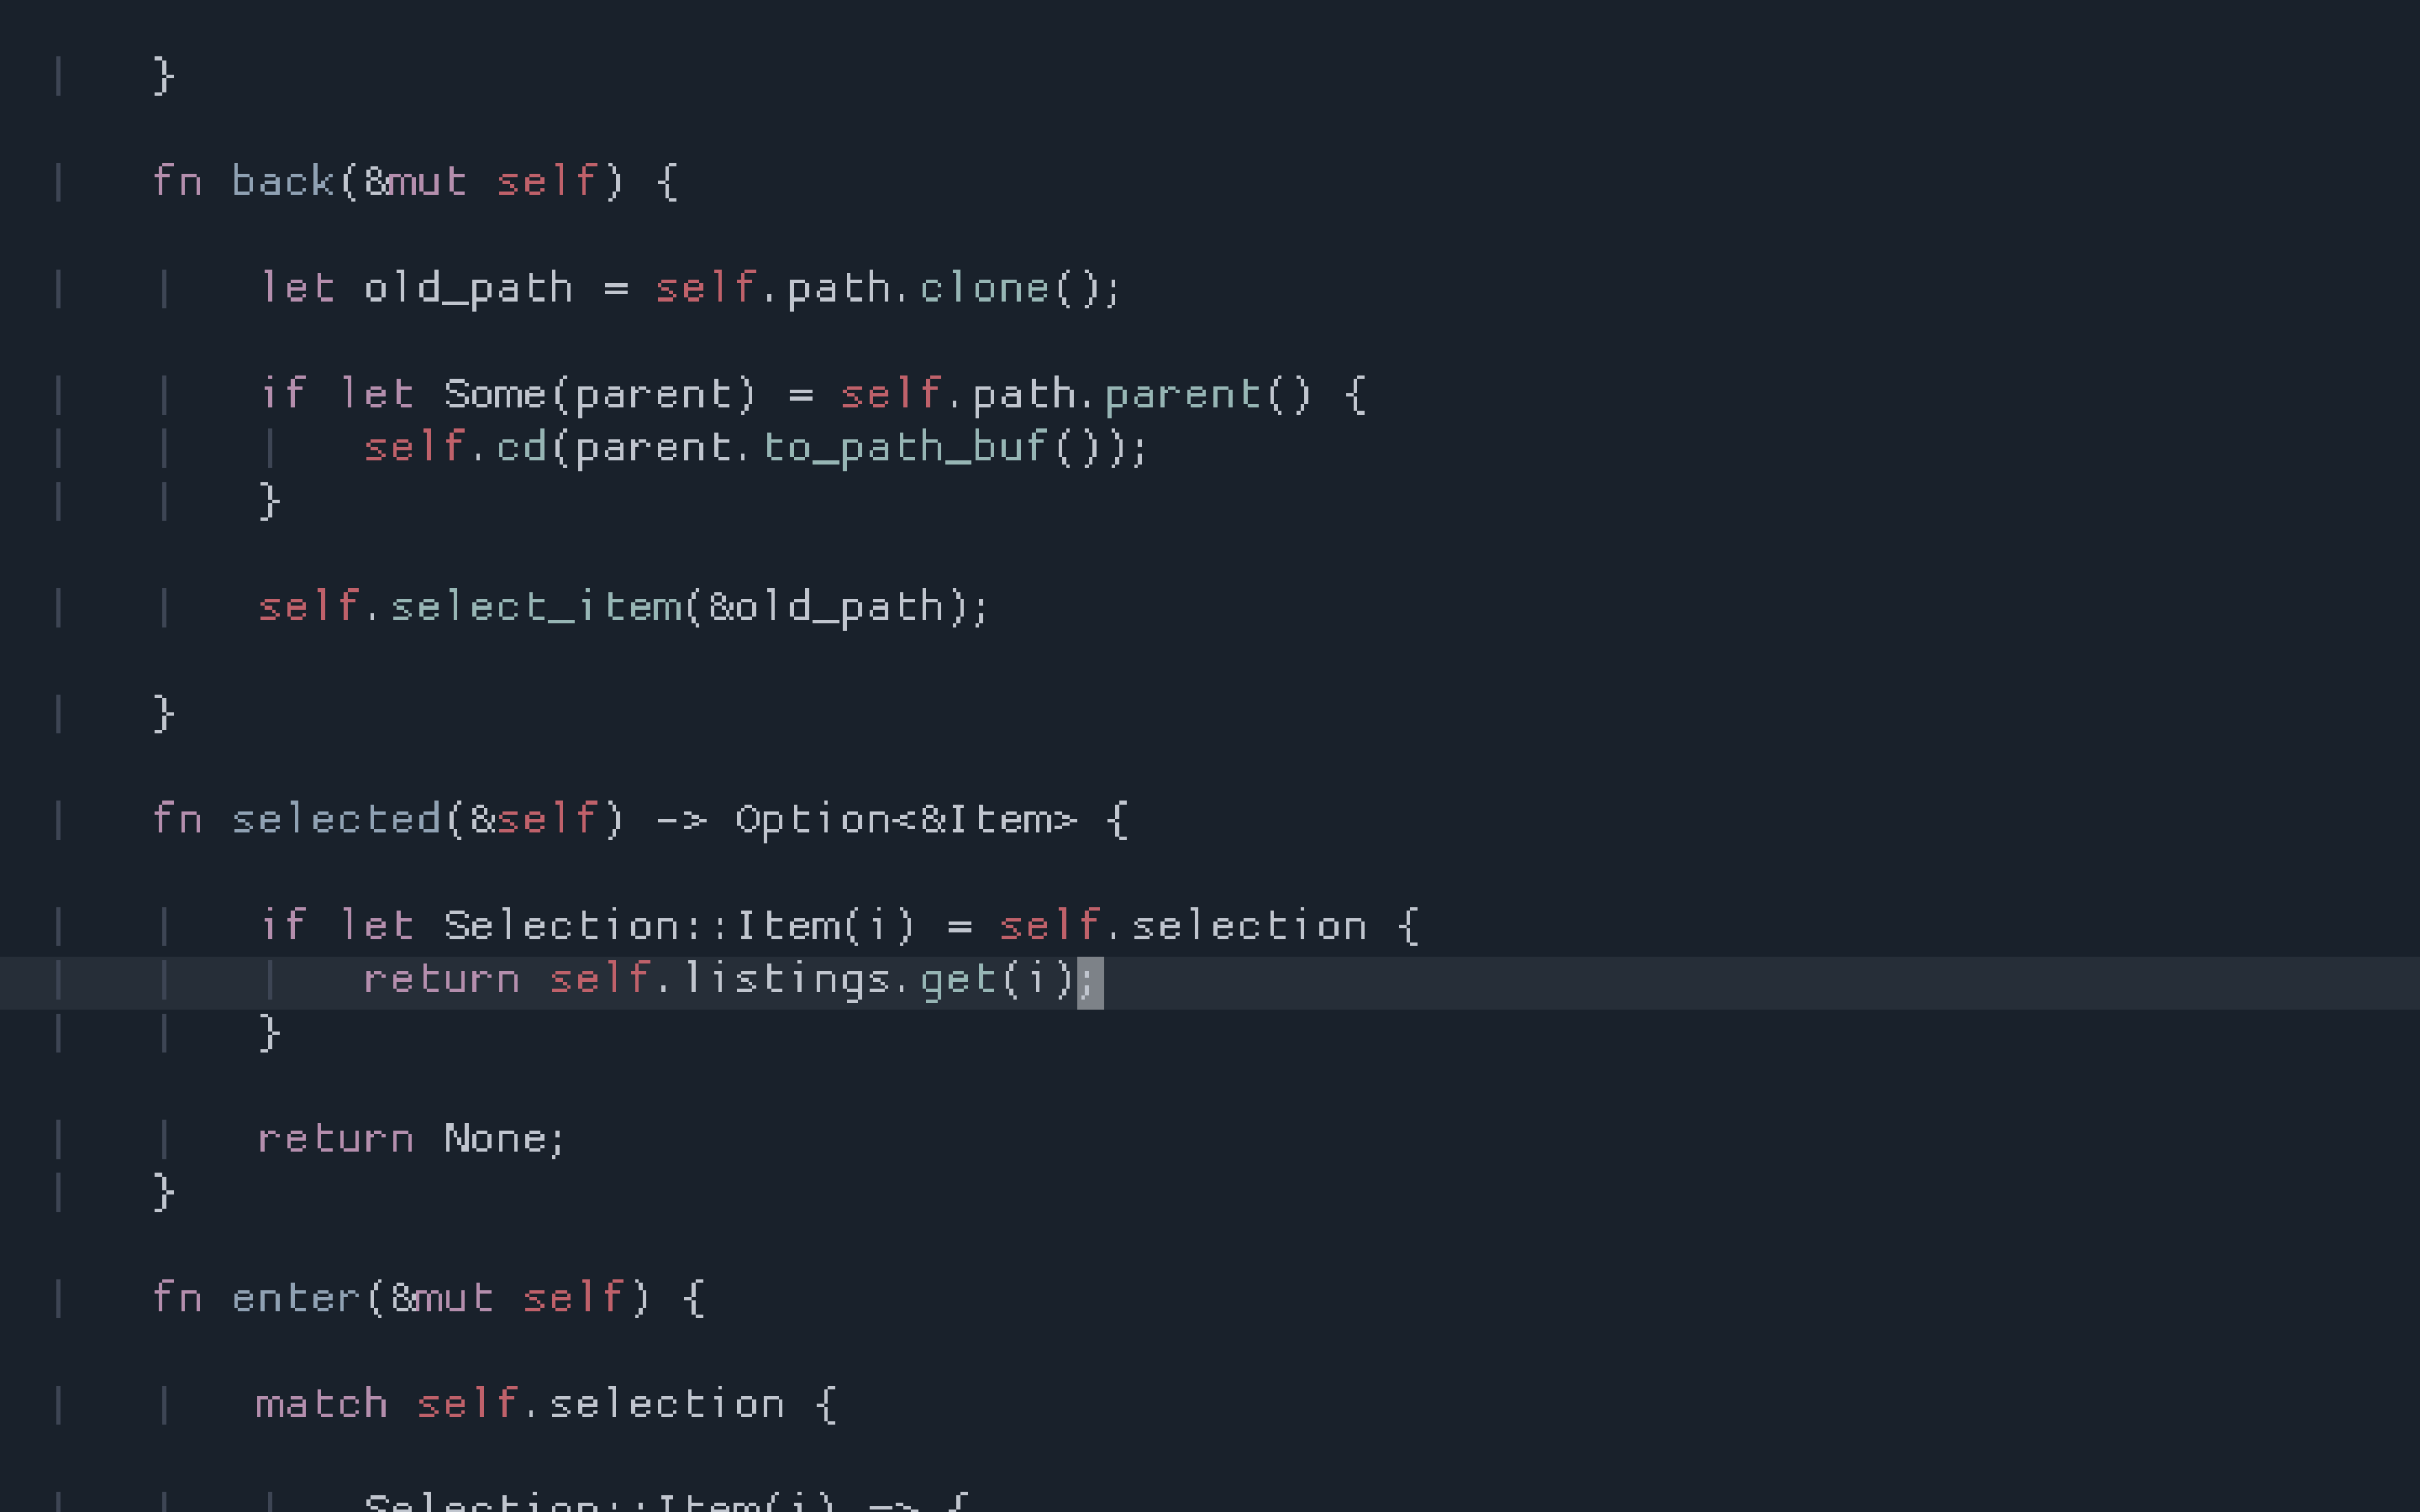 }
fn back(&mut self) {
let old_path = self.path.clone();
if let Some(parent) = self.path.parent() {
self.cd(parent.to_path_buf());
}
self.select_item(&old_path);
}
fn selected(&self) -> Option<&Item> {
if let Selection::Item(i) = self.selection {
return self.listings.get(i);
}
return None;
}
fn enter(&mut self) {
match self.selection {
Selection::Item(i) => {